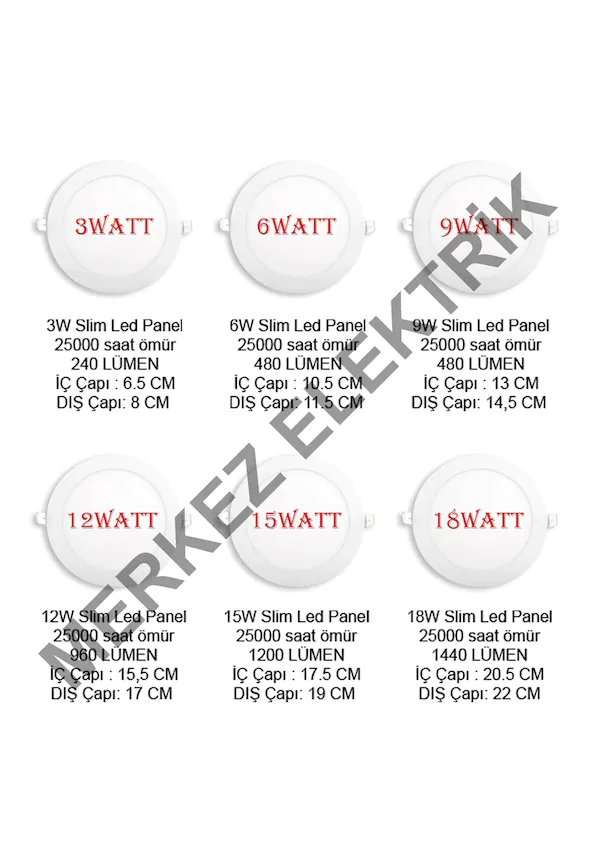 3WATT
3W Slim Led Panel
25000 saat ömür
240 LÜMEN
İÇ Çapı : 6.5 CM
DIŞ Çapı: 8 CM
6WATT
6W Slim Led Panel
25000 saat ömür
480 LÜMEN
İÇ Çapı : 10.5 CM
DIŞ Çapı: 11.5 CM
9WATT
9W Slim Led Panel
25000 saat ömür
480 LÜMEN
İÇ Çapı : 13 CM
DIŞ Çapı: 14,5 CM
12WATT
12W Slim Led Panel
25000 saat ömür
960 LÜMEN
İÇ Çapı : 15,5 CM
DIŞ Çapı: 17 CM
15WATT
15W Slim Led Panel
25000 saat ömür
1200 LÜMEN
İÇ Çapı : 17.5 CM
DIŞ Çapı: 19 CM
18WATT
18W Slim Led Panel
25000 saat ömür
1440 LÜMEN
İÇ Çapı : 20.5 CM
DIŞ Çapı: 22 CM
MERKEZ ELEKTRİK